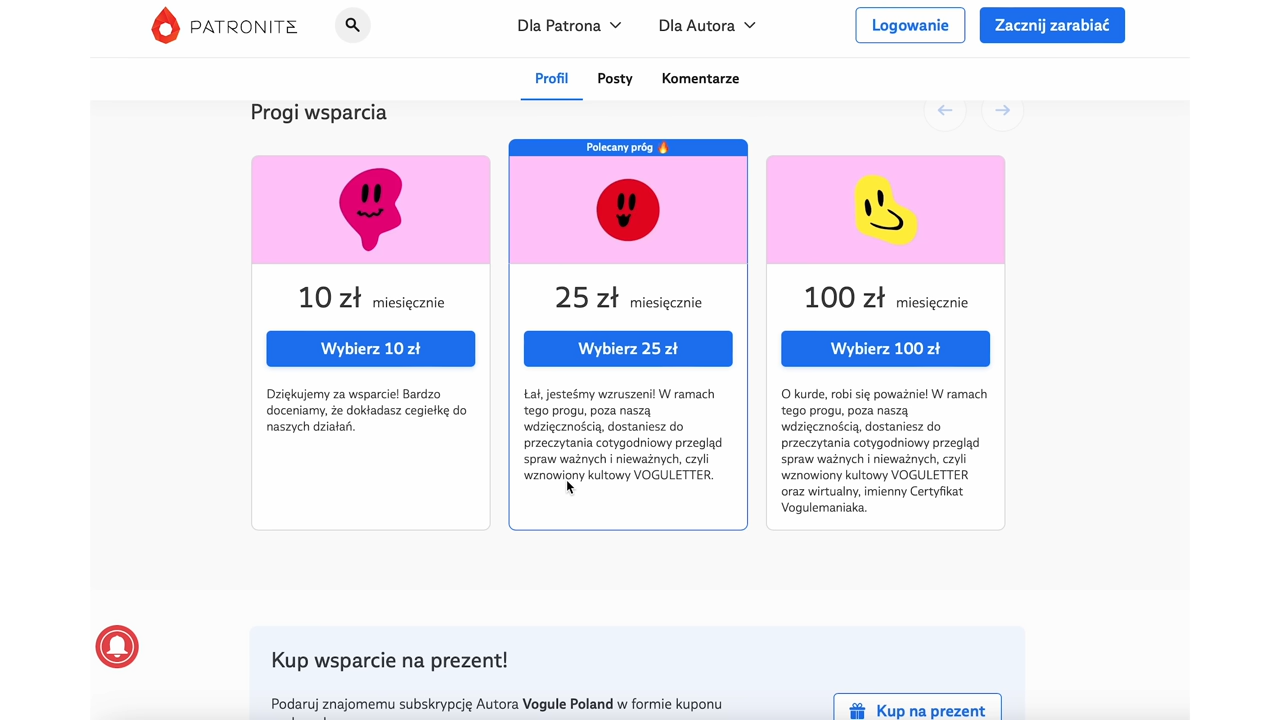 PATRONITE
Dla Patrona
Dla Autora
Logowanie
Zacznij zarabiać
Profil
Posty
Komentarze
Progi wsparcia
10 zł miesięcznie
Wybierz 10 zł
Dziękujemy za wsparcie! Bardzo
doceniamy, że dokładasz cegiełkę do
naszych działań.
Polecany próg
25 zł miesięcznie
Wybierz 25 zł
Łał, jesteśmy wzruszeni! W ramach
tego progu, poza naszą
wdzięcznością, dostaniesz do
przeczytania cotygodniowy przegląd
spraw ważnych i nieważnych, czyli
wznowiony kultowy VOGULETTER.
100 zł miesięcznie
Wybierz 100 zł
O kurde, robi się poważnie! W ramach
tego progu, poza naszą
wdzięcznością, dostaniesz do
przeczytania cotygodniowy przegląd
spraw ważnych i nieważnych, czyli
wznowiony kultowy VOGULETTER
oraz wirtualny, imienny Certyfikat
Vogulemaniaka.
Kup wsparcie na prezent!
Podaruj znajomemu subskrypcję Autora Vogule Poland w formie kuponu
Kup na prezent